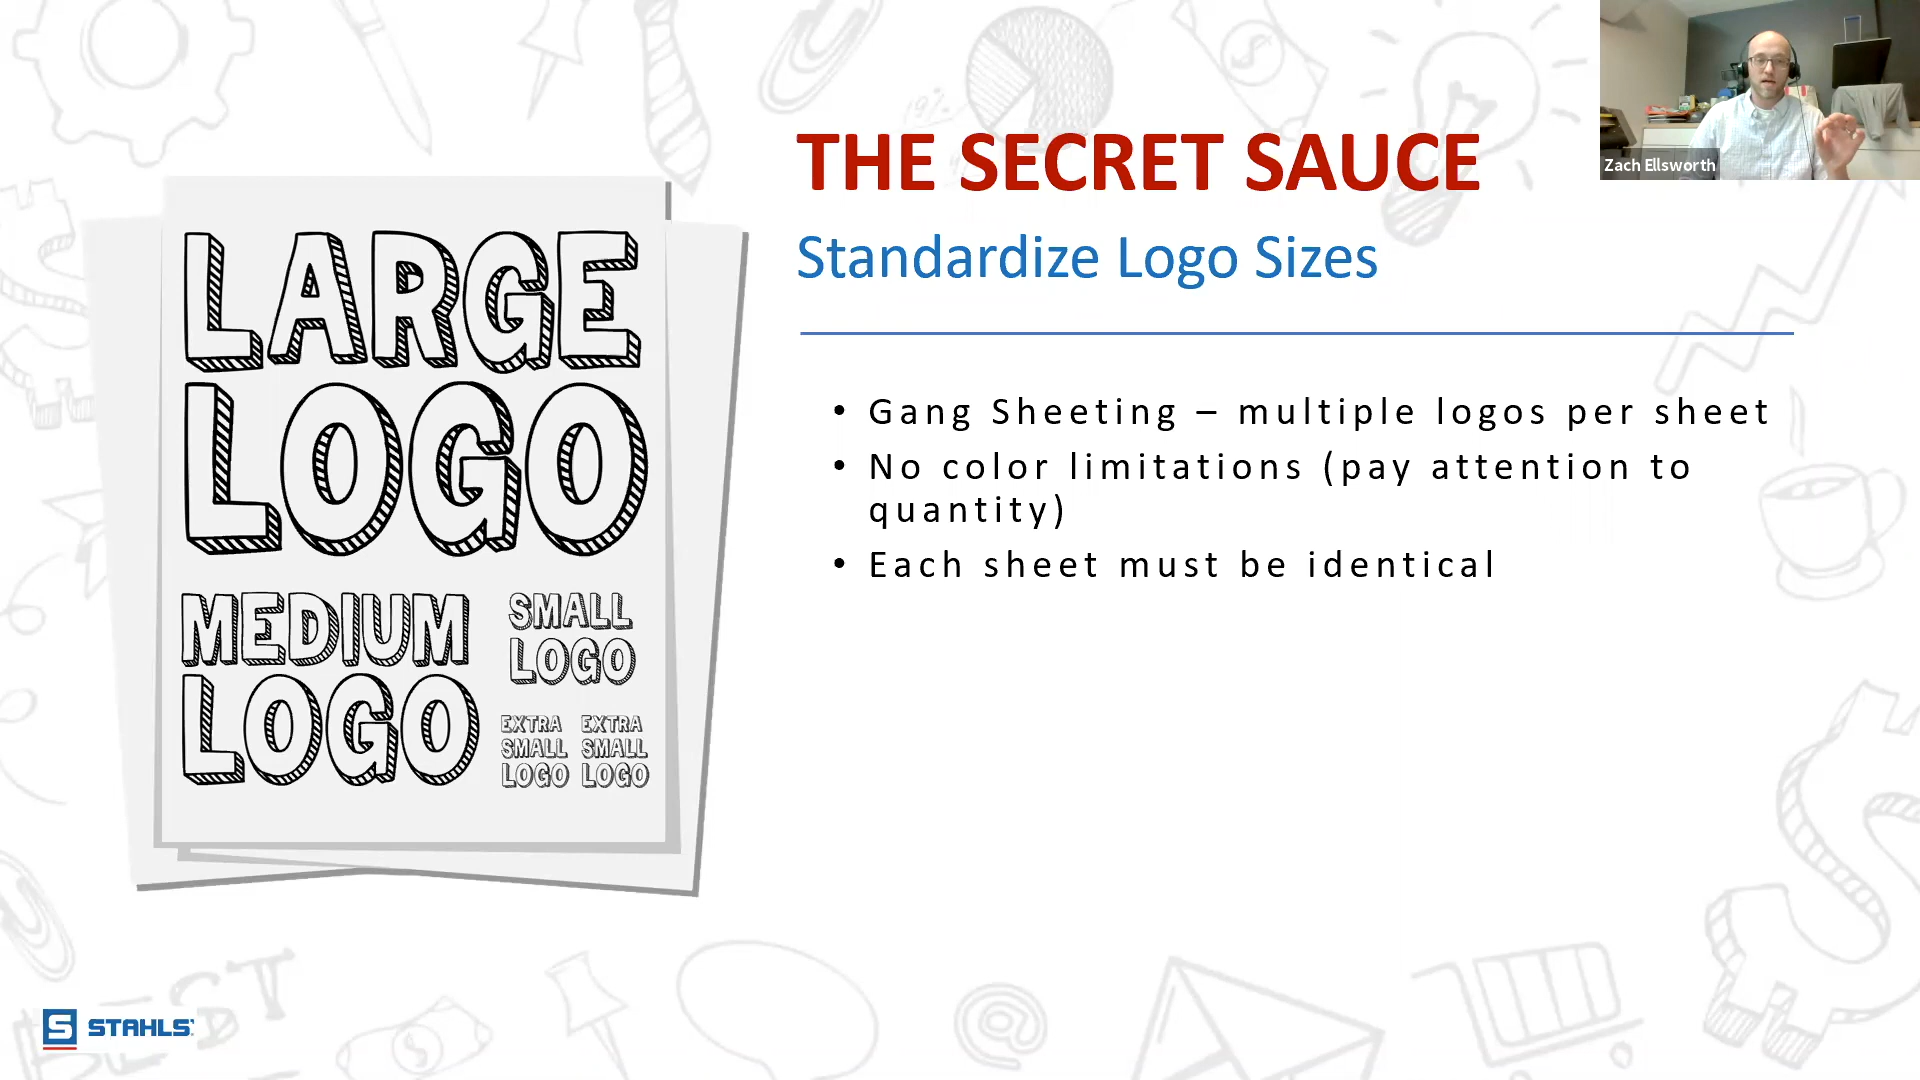 THE SECRET SAUCE
Standardize Logo Sizes
Zach Ellsworth
LARGE
LOGO
MEDIUM
LOGO
SMALL
LOGO
EXTRA
SMALL
LOGO
EXTRA
SMALL
LOGO
• Gang Sheeting – multiple logos per sheet
• No color limitations (pay attention to
quantity)
• Each sheet must be identical
10%
BEST
S STAHLS'